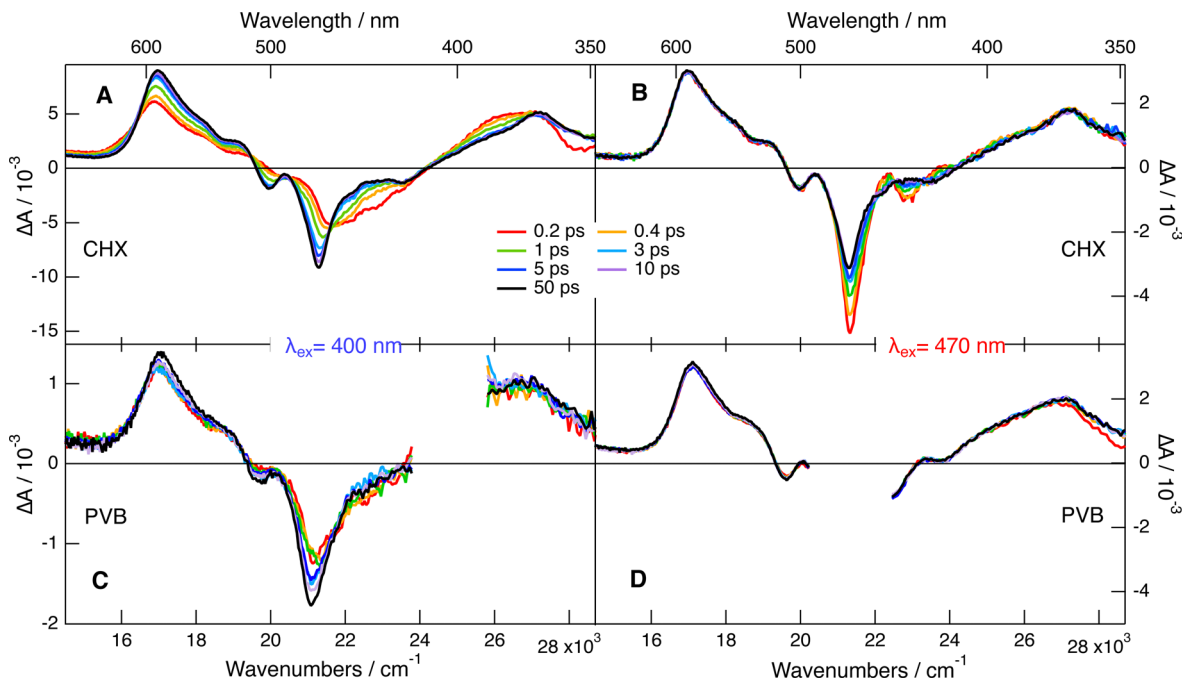 Wavelength / nm
Wavelength / nm
600 500 400 350
600 500 400 350
A
B
5
0
-5
-10
-15
ΔA / 10⁻³
CHX
0.2 ps 0.4 ps
1 ps 3 ps
5 ps 10 ps
50 ps
CHX
2
0
-2
-4
ΔA / 10⁻³
λex= 400 nm
λex= 470 nm
1
0
-1
-2
ΔA / 10⁻³
PVB
C
D
PVB
2
0
-2
-4
ΔA / 10⁻³
16 18 20 22 24 26 28 x10³
16 18 20 22 24 26 28 x10³
Wavenumbers / cm⁻¹
Wavenumbers / cm⁻¹